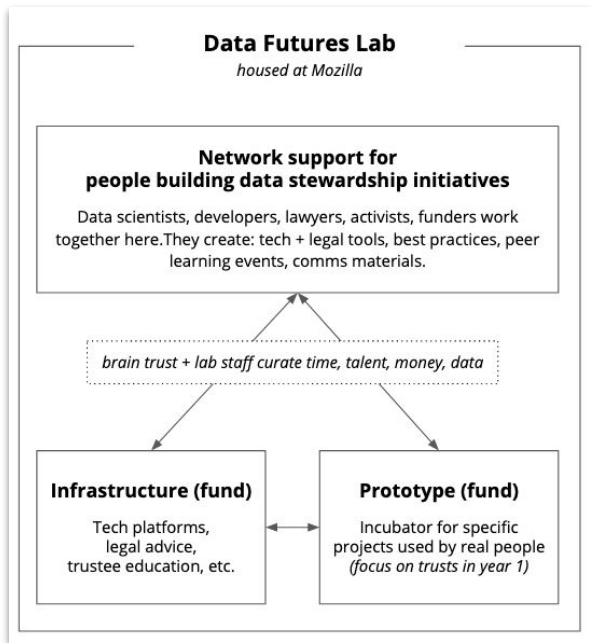 Data Futures Lab
housed at Mozilla
Network support for
people building data stewardship initiatives
Data scientists, developers, lawyers, activists, funders work
together here.They create: tech + legal tools, best practices, peer
learning events, comms materials.
brain trust + lab staff curate time, talent, money, data
Infrastructure (fund)
Tech platforms,
legal advice,
trustee education, etc.
Prototype (fund)
Incubator for specific
projects used by real people
(focus on trusts in year 1)